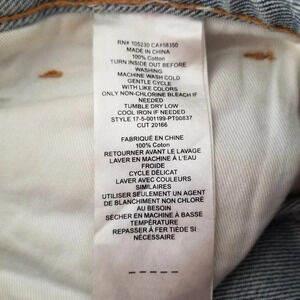 RN# 105230 CA#18350
MADE IN CHINA
100% Cotton
TURN INSIDE OUT BEFORE
WASHING
MACHINE WASH COLD
GENTLE CYCLE
WITH LIKE COLORS
ONLY NON-CHLORINE BLEACH IF
NEEDED
TUMBLE DRY LOW
COOL IRON IF NEEDED
STYLE 17-5-001199-PT00837
CUT 20166
FABRIQUÉ EN CHINE
100% Coton
RETOURNER AVANT LE LAVAGE
LAVER EN MACHINE À L'EAU
FROIDE
CYCLE DÉLICAT
LAVER AVEC COULEURS
SIMILAIRES
UTILISER SEULEMENT UN AGENT
DE BLANCHIMENT NON CHLORÉ
AU BESOIN
SÉCHER EN MACHINE À BASSE
TEMPÉRATURE
REPASSER À FER TIÈDE SI
NÉCESSAIRE